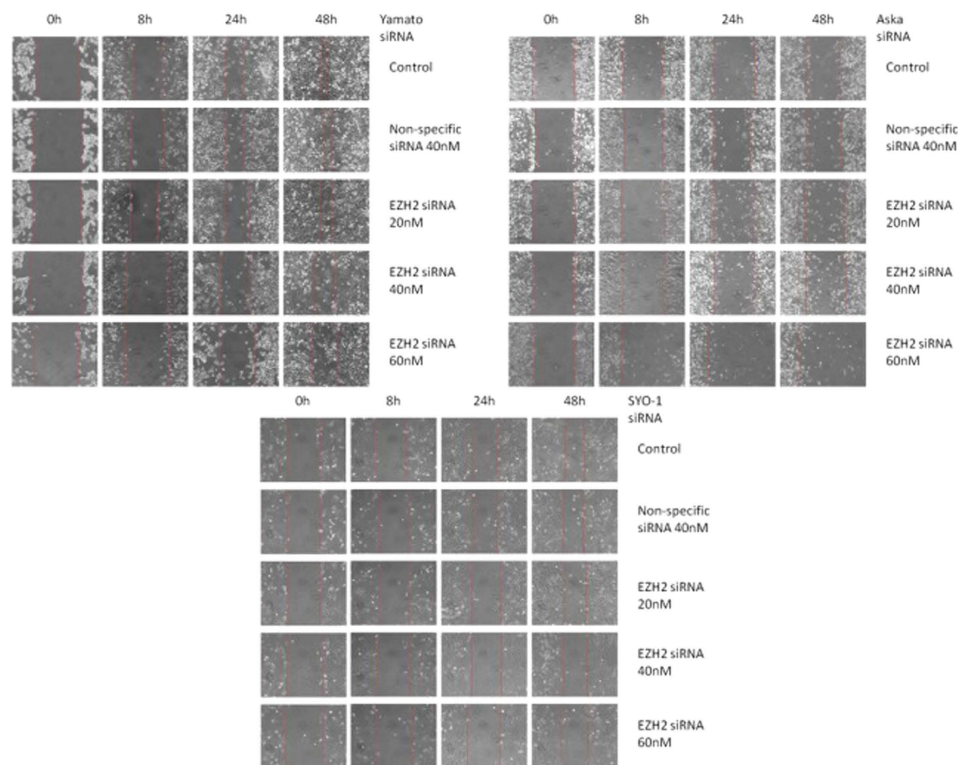 0h 8h 24h 48h Yamato
siRNA
Control
Non-specific
siRNA 40nM
EZH2 siRNA
20nM
EZH2 siRNA
40nM
EZH2 siRNA
60nM
0h 8h 24h 48h Aska
siRNA
Control
Non-specific
siRNA 40nM
EZH2 siRNA
20nM
EZH2 siRNA
40nM
EZH2 siRNA
60nM
0h 8h 24h 48h SYO-1
siRNA
Control
Non-specific
siRNA 40nM
EZH2 siRNA
20nM
EZH2 siRNA
40nM
EZH2 siRNA
60nM